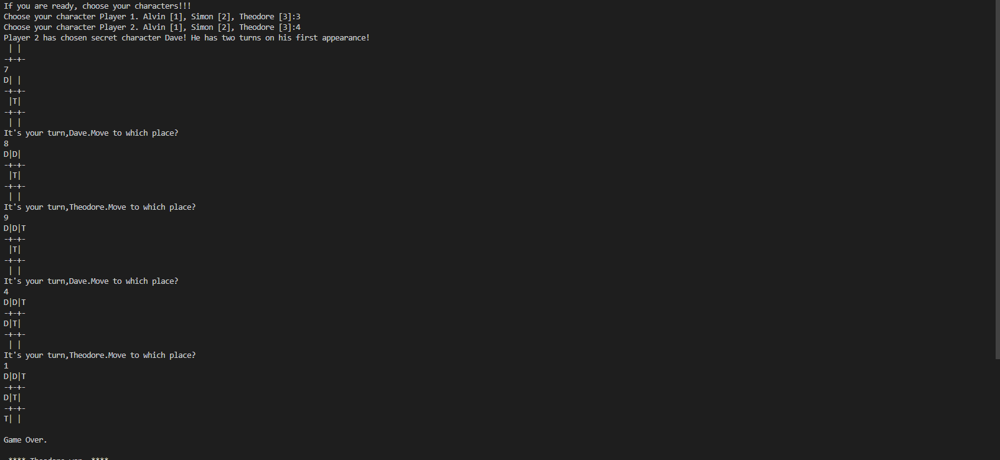 If you are ready, choose your characters!!!
Choose your character Player 1. Alvin [1], Simon [2], Theodore [3]:3
Choose your character Player 2. Alvin [1], Simon [2], Theodore [3]:4
Player 2 has chosen secret character Dave! He has two turns on his first appearance!
 | |
-+-+-
7
D| |
-+-+-
 |T|
-+-+-
 | |
It's your turn,Dave.Move to which place?
8
D|D|
-+-+-
 |T|
-+-+-
 | |
It's your turn,Theodore.Move to which place?
9
D|D|T
-+-+-
 |T|
-+-+-
 | |
It's your turn,Dave.Move to which place?
4
D|D|T
-+-+-
D|T|
-+-+-
 | |
It's your turn,Theodore.Move to which place?
1
D|D|T
-+-+-
D|T|
-+-+-
T| |
Game Over.
**** Theodore won. ****